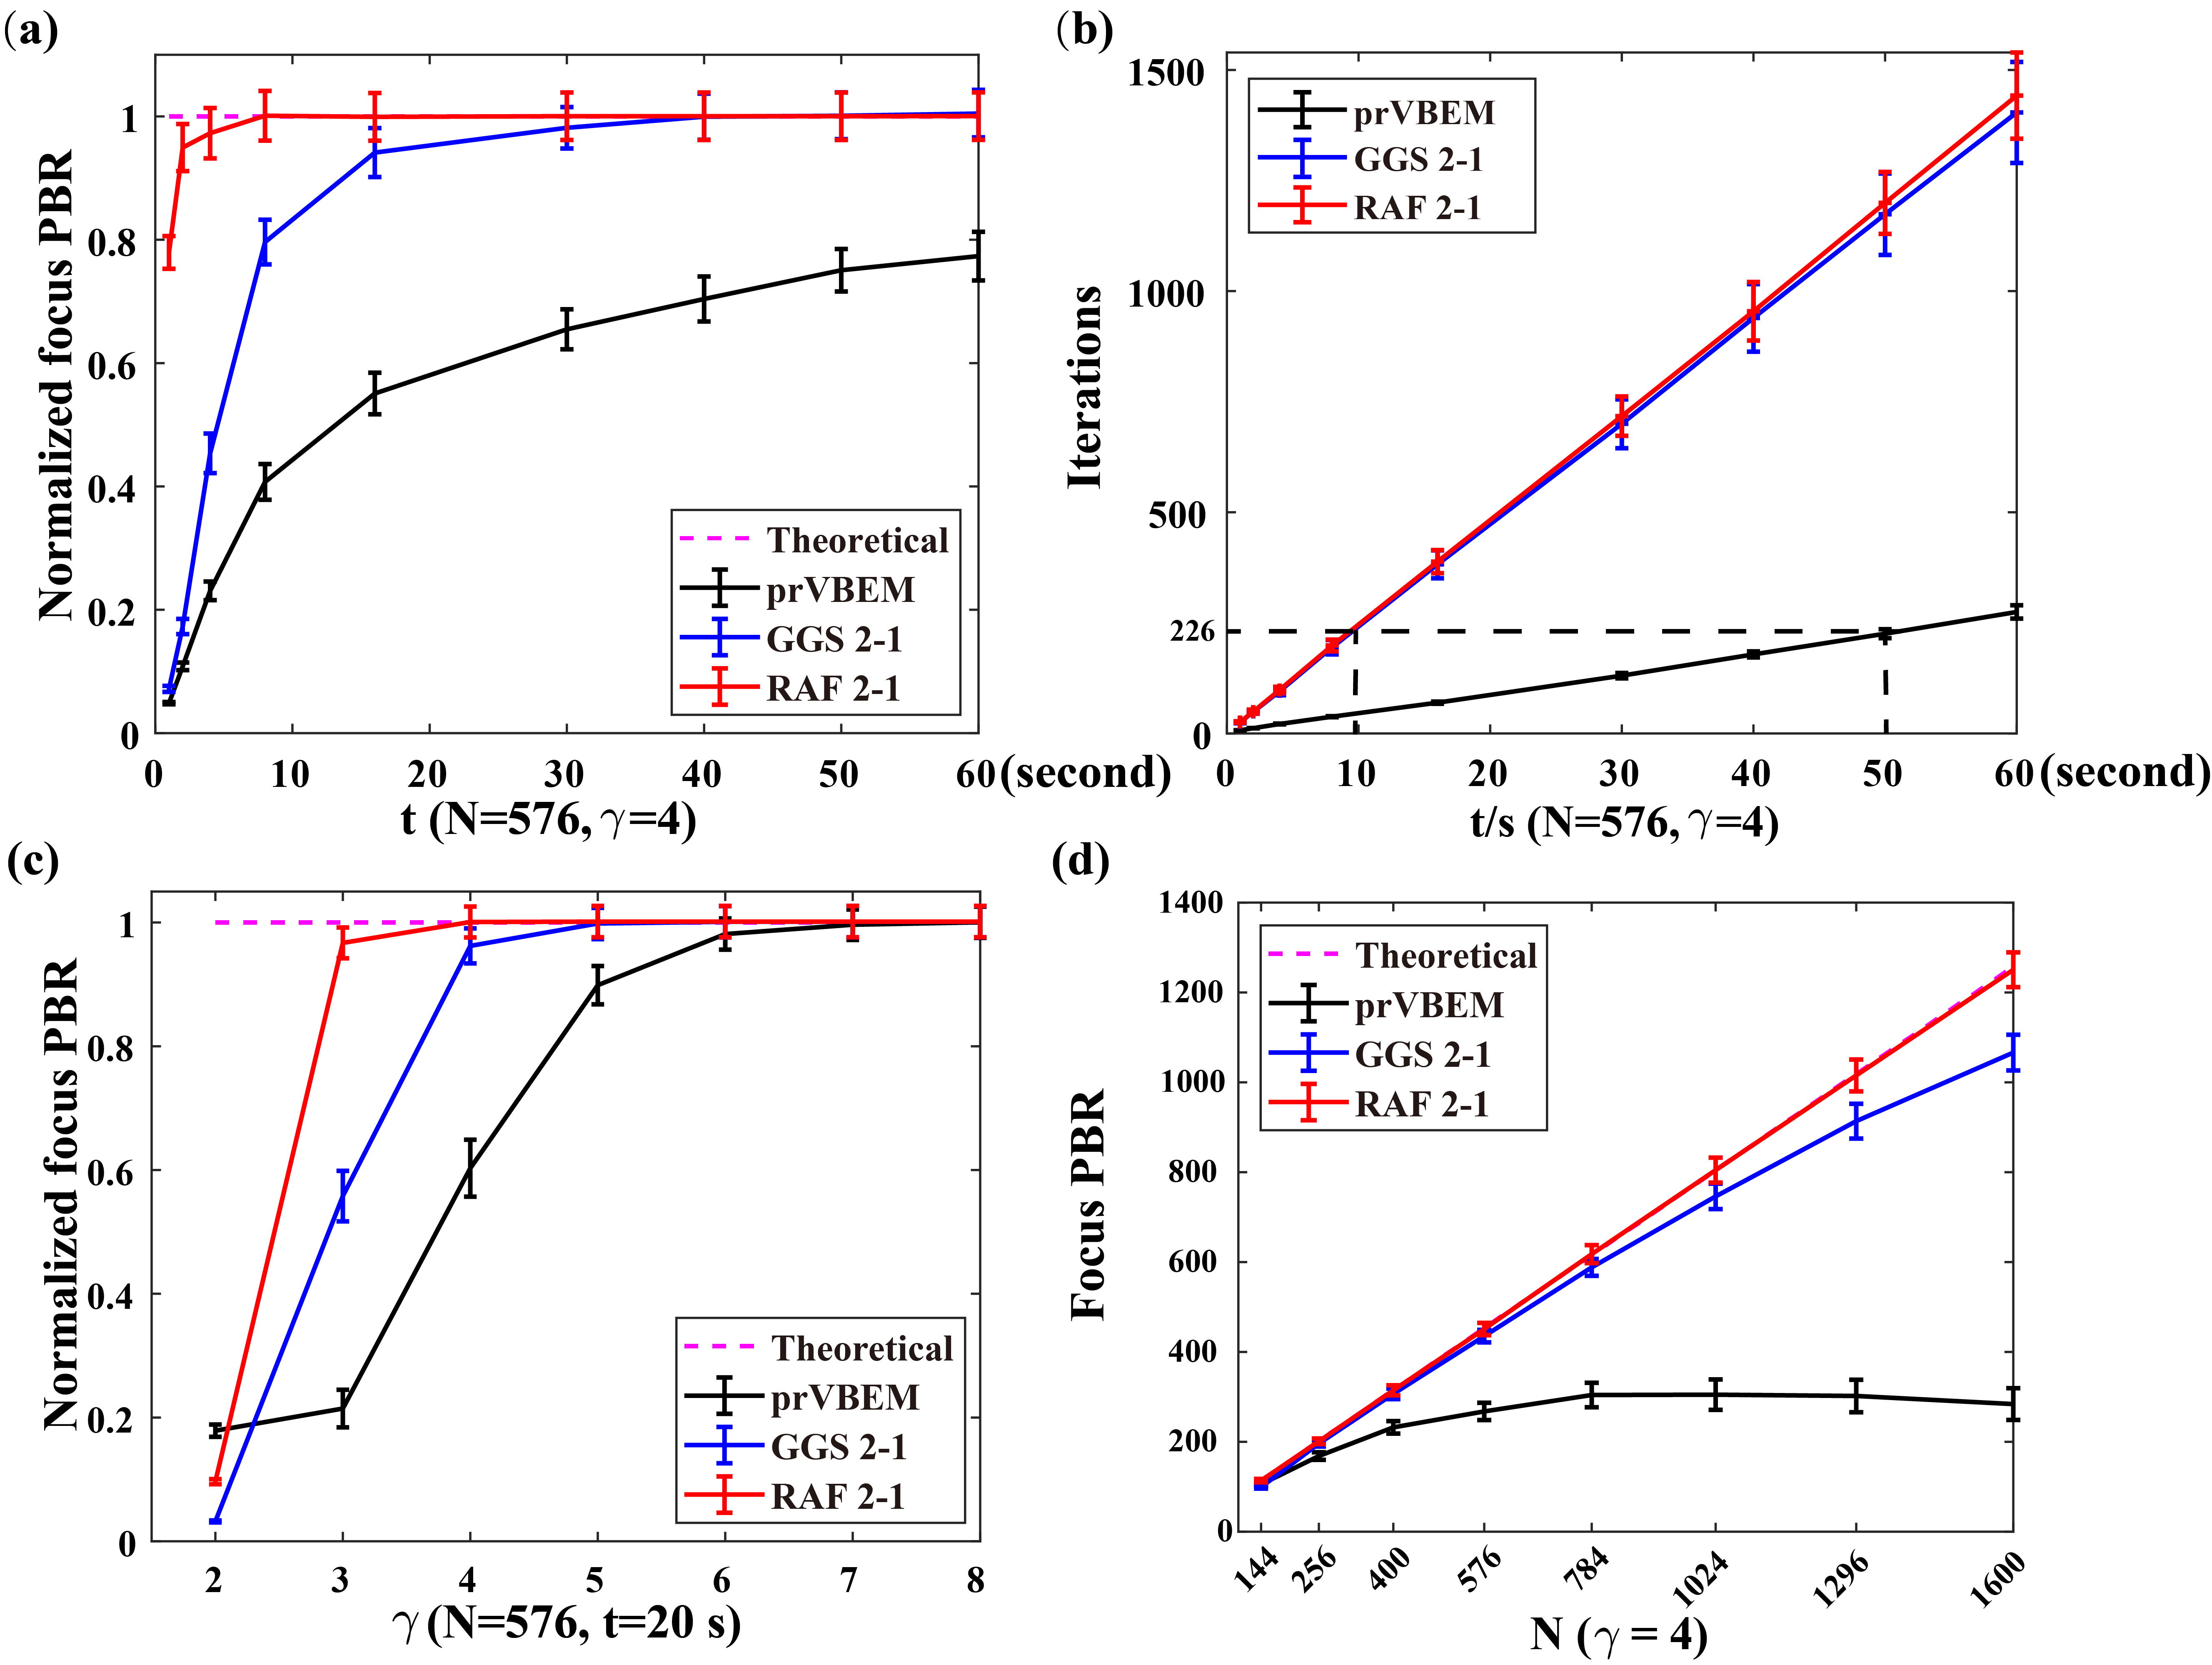 (a)
Normalized focus PBR
1
0.8
0.6
0.4
0.2
0
0 10 20 30 40 50 60 (second)
t (N=576, γ=4)
Theoretical
prVBEM
GGS 2-1
RAF 2-1
(b)
Iterations
1500
1000
500
226
0
0 10 20 30 40 50 60 (second)
t/s (N=576, γ=4)
prVBEM
GGS 2-1
RAF 2-1
(c)
Normalized focus PBR
1
0.8
0.6
0.4
0.2
0
2 3 4 5 6 7 8
γ (N=576, t=20 s)
Theoretical
prVBEM
GGS 2-1
RAF 2-1
(d)
Focus PBR
1400
1200
1000
800
600
400
200
0
144 256 400 576 784 1024 1296 1600
N (γ = 4)
Theoretical
prVBEM
GGS 2-1
RAF 2-1